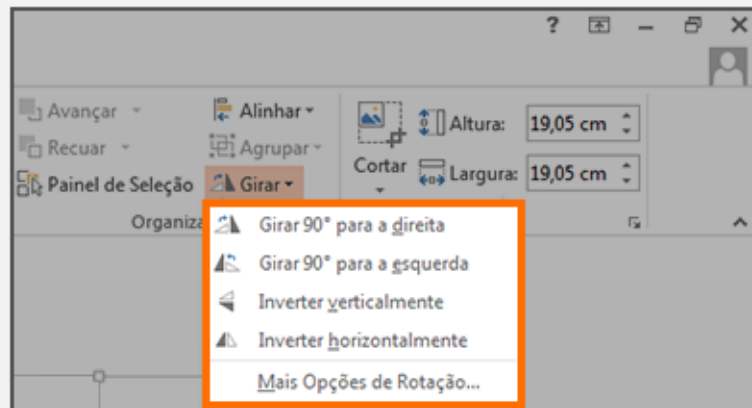 ?
Avançar
Alinhar
Altura: 19,05 cm
Recuar
Agrupar
Cortar
Largura: 19,05 cm
Painel de Seleção
Girar
Organiza
Girar 90° para a direita
Girar 90° para a esquerda
Inverter verticalmente
Inverter horizontalmente
Mais Opções de Rotação...